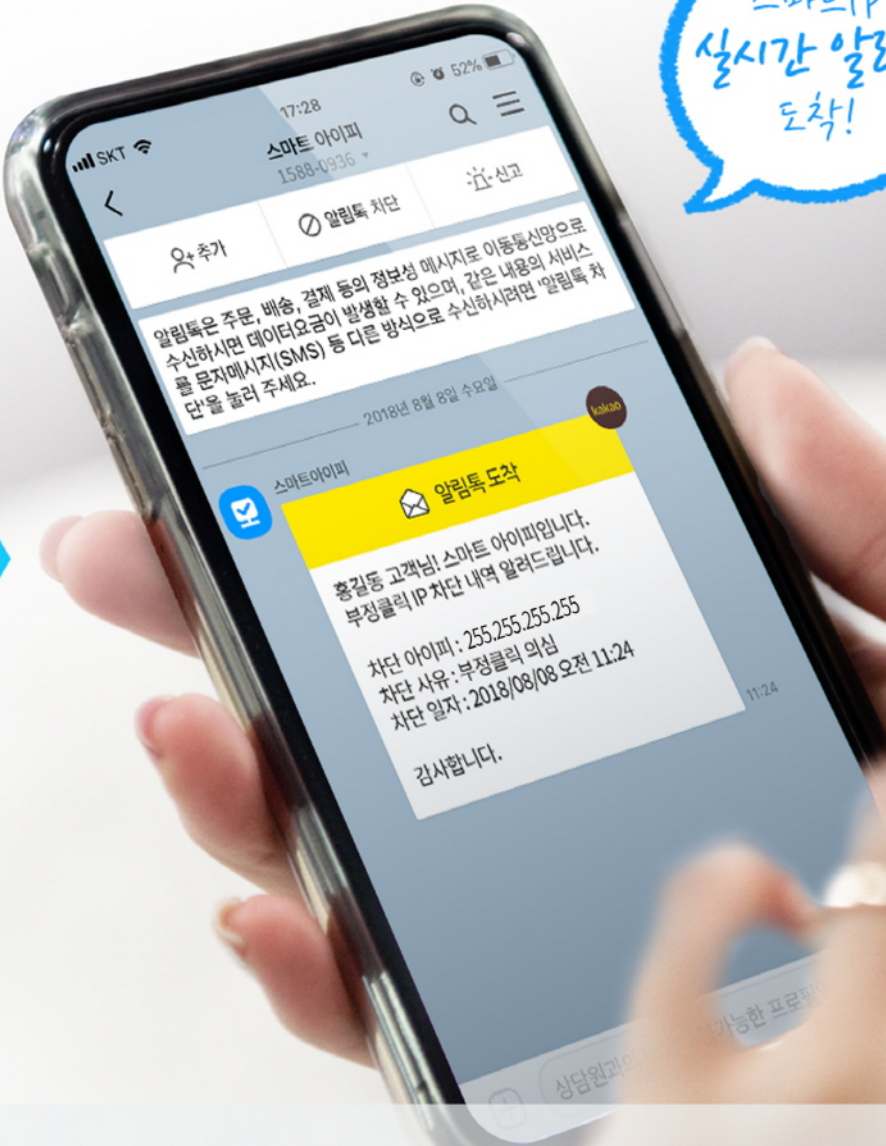 실시간
도착!
SKT
17:28
52%
스마트 아이피
1588-0936
추가
알림톡 차단
신고
알림톡은 주문, 배송, 결제 등의 정보성 메시지로 이동통신망으로
수신하시면 데이터요금이 발생할 수 있으며, 같은 내용의 서비스
를 문자메시지(SMS) 등 다른 방식으로 수신하시려면 '알림톡 차
단'을 눌러 주세요.
2018년 8월 8일 수요일
스마트아이피
kakao
알림톡 도착
홍길동 고객님! 스마트 아이피입니다.
부정클릭 IP 차단 내역 알려드립니다.
차단 아이피 : 255.255.255.255
차단 사유 : 부정클릭 의심
차단 일자 : 2018/08/08 오전 11:24
감사합니다.
11:24